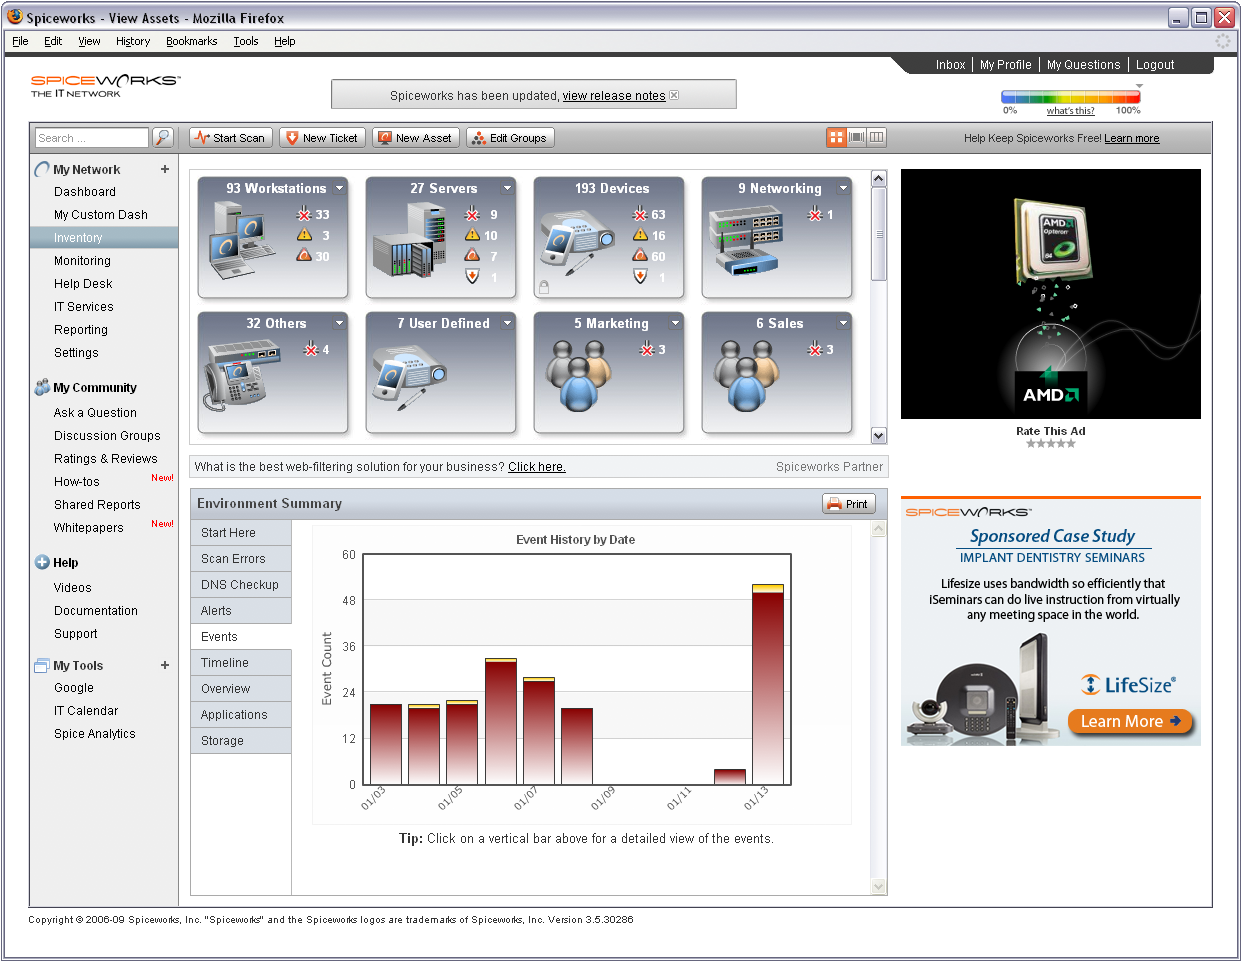 Spiceworks - View Assets - Mozilla Firefox
File Edit View History Bookmarks Tools Help
Inbox | My Profile | My Questions | Logout
SPICEWORKS™
THE IT NETWORK
Spiceworks has been updated, view release notes
0% what's this? 100%
Search ...
Start Scan New Ticket New Asset Edit Groups
Help Keep Spiceworks Free! Learn more
My Network +
Dashboard
My Custom Dash
Inventory
Monitoring
Help Desk
IT Services
Reporting
Settings
My Community
Ask a Question
Discussion Groups
Ratings & Reviews
How-tos New!
Shared Reports
Whitepapers New!
Help
Videos
Documentation
Support
My Tools +
Google
IT Calendar
Spice Analytics
93 Workstations
33
3
30
27 Servers
9
10
7
1
193 Devices
63
16
60
1
9 Networking
1
32 Others
4
7 User Defined
5 Marketing
3
6 Sales
3
What is the best web-filtering solution for your business? Click here.
Spiceworks Partner
Environment Summary
Print
Start Here
Scan Errors
DNS Checkup
Alerts
Events
Timeline
Overview
Applications
Storage
Event History by Date
Event Count
60
48
36
24
12
0
01/03 01/05 01/07 01/09 01/11 01/13
Tip: Click on a vertical bar above for a detailed view of the events.
AMD
Opteron
64
AMD
Rate This Ad
SPICEWORKS™
Sponsored Case Study
IMPLANT DENTISTRY SEMINARS
Lifesize uses bandwidth so efficiently that
iSeminars can do live instruction from virtually
any meeting space in the world.
LifeSize®
Learn More
Copyright © 2006-09 Spiceworks, Inc. "Spiceworks" and the Spiceworks logos are trademarks of Spiceworks, Inc. Version 3.5.30286